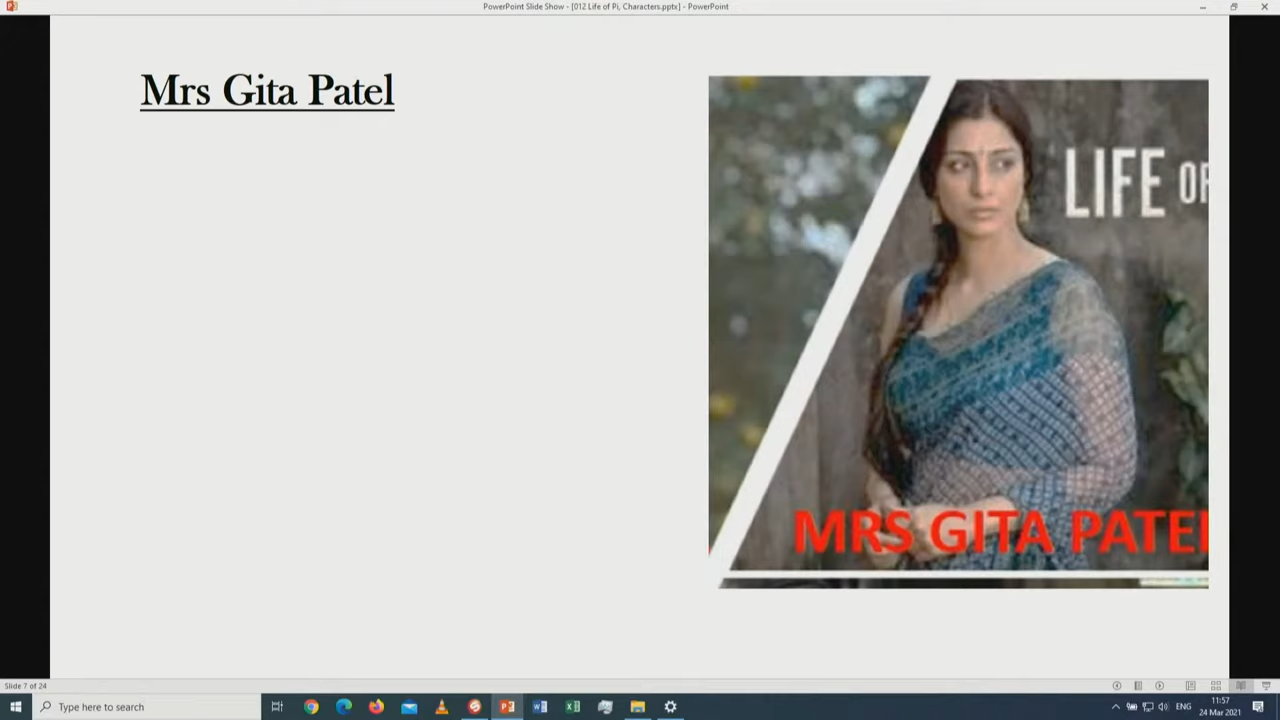 PowerPoint Slide Show - [012 Life of Pi, Characters.pptx] - PowerPoint
Mrs Gita Patel
LIFE OF
MRS GITA PATEL
Slide 7 of 24
Type here to search
ENG
11:57
24 Mar 2021